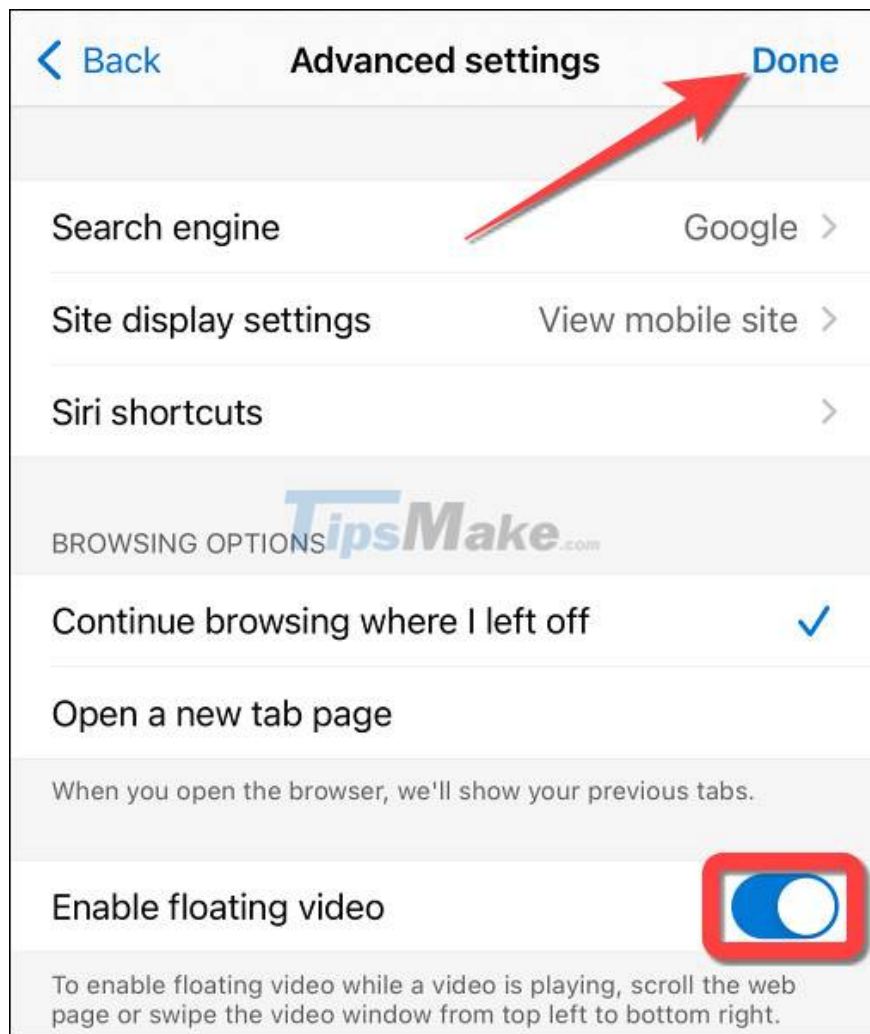 Back Advanced settings Done
Search engine Google
Site display settings View mobile site
Siri shortcuts
TipsMake.com
BROWSING OPTIONS
Continue browsing where I left off
Open a new tab page
When you open the browser, we'll show your previous tabs.
Enable floating video
To enable floating video while a video is playing, scroll the web
page or swipe the video window from top left to bottom right.